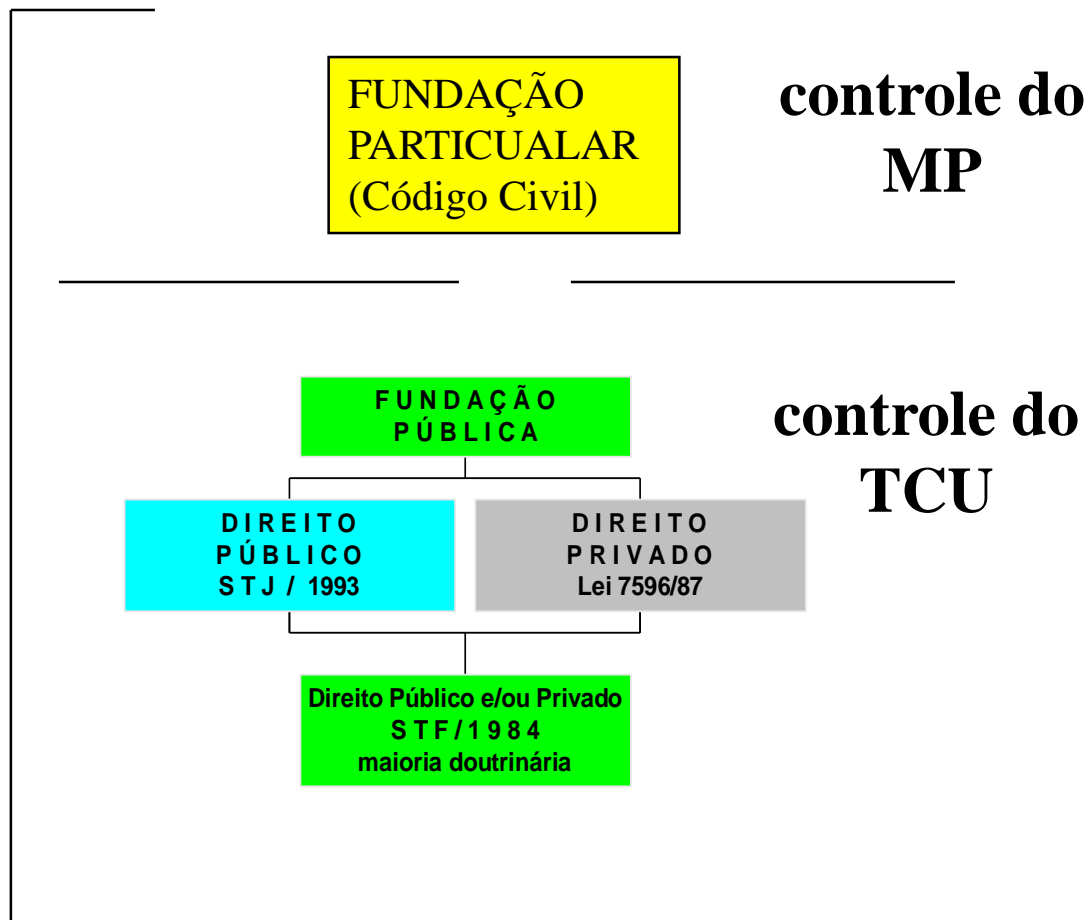 FUNDAÇÃO
PARTICUALAR
(Código Civil)
controle do
MP
FUNDAÇÃO
PÚBLICA
controle do
TCU
DIREITO
PÚBLICO
STJ / 1993
DIREITO
PRIVADO
Lei 7596/87
Direito Público e/ou Privado
STF/1984
maioria doutrinária